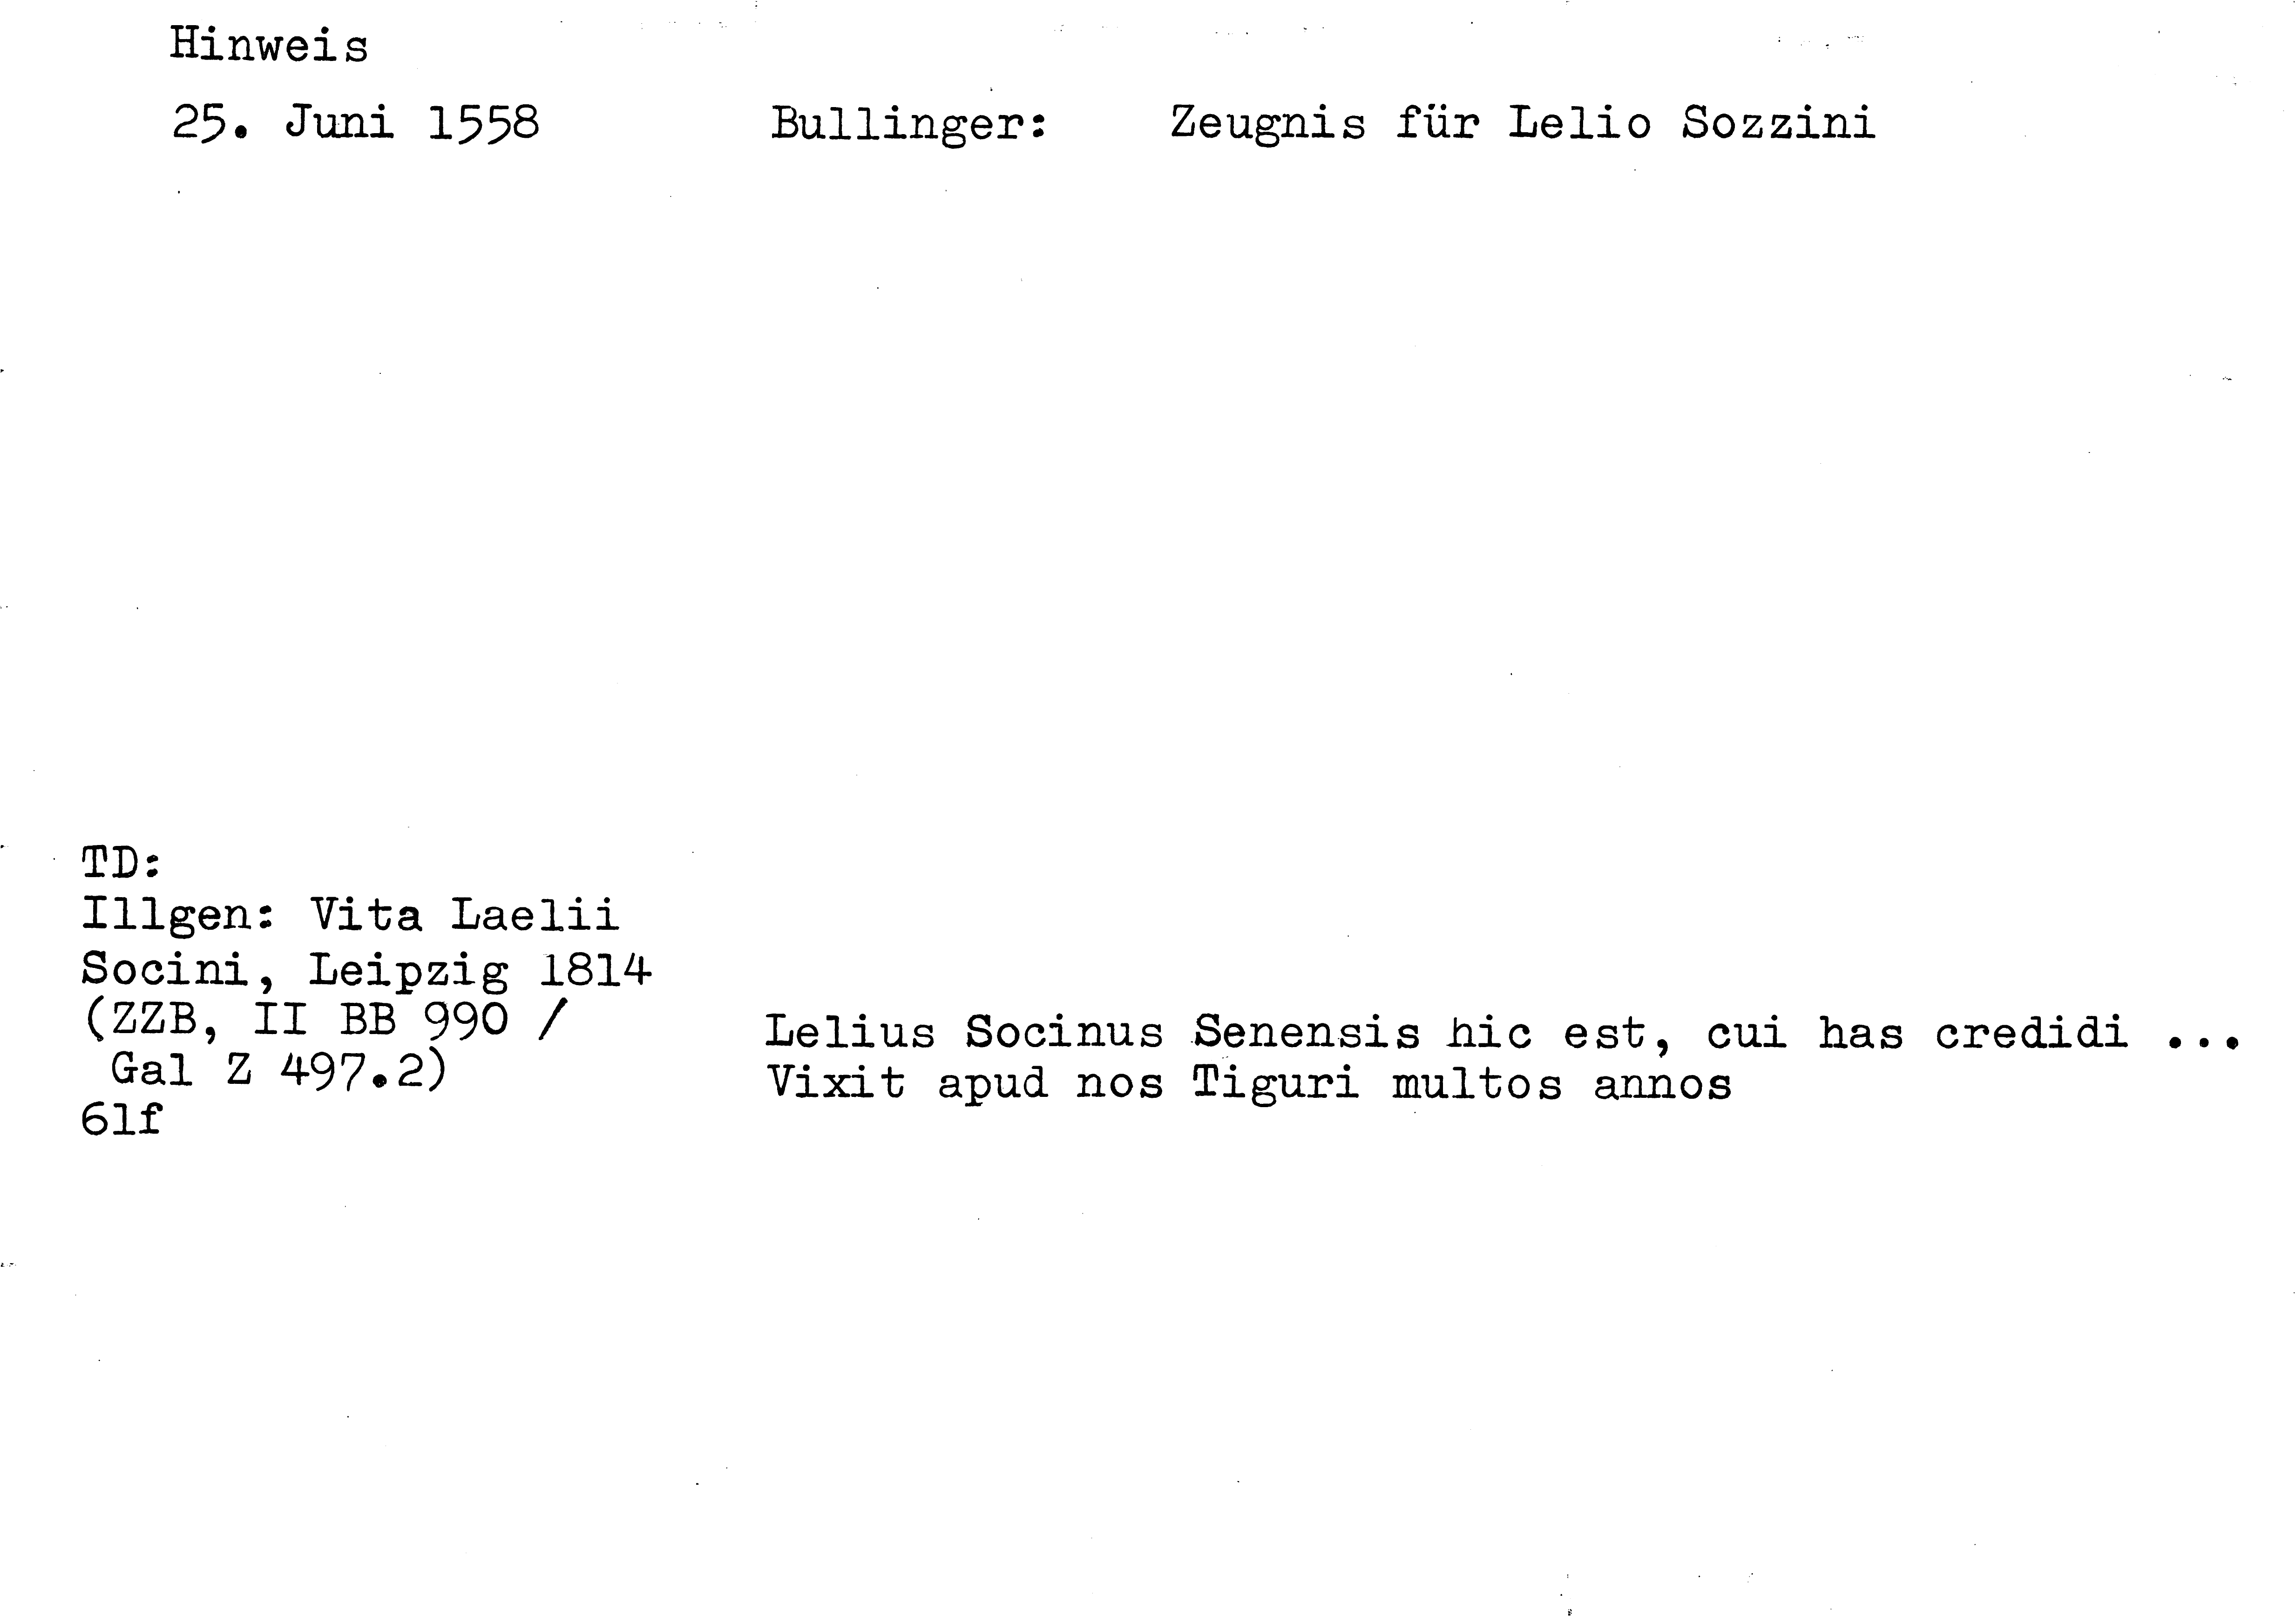 Hinweis
25. Juni 1558 Bullinger: Zeugnis für Lelio Sozzini
TD:
Illgen: Vita Laelii
Socini, Leipzig 1814
(ZZB, II BB 990 /
Gal Z 497.2)
61f
Lelius Socinus Senensis hic est, cui has credidi ...
Vixit apud nos Tiguri multos annos